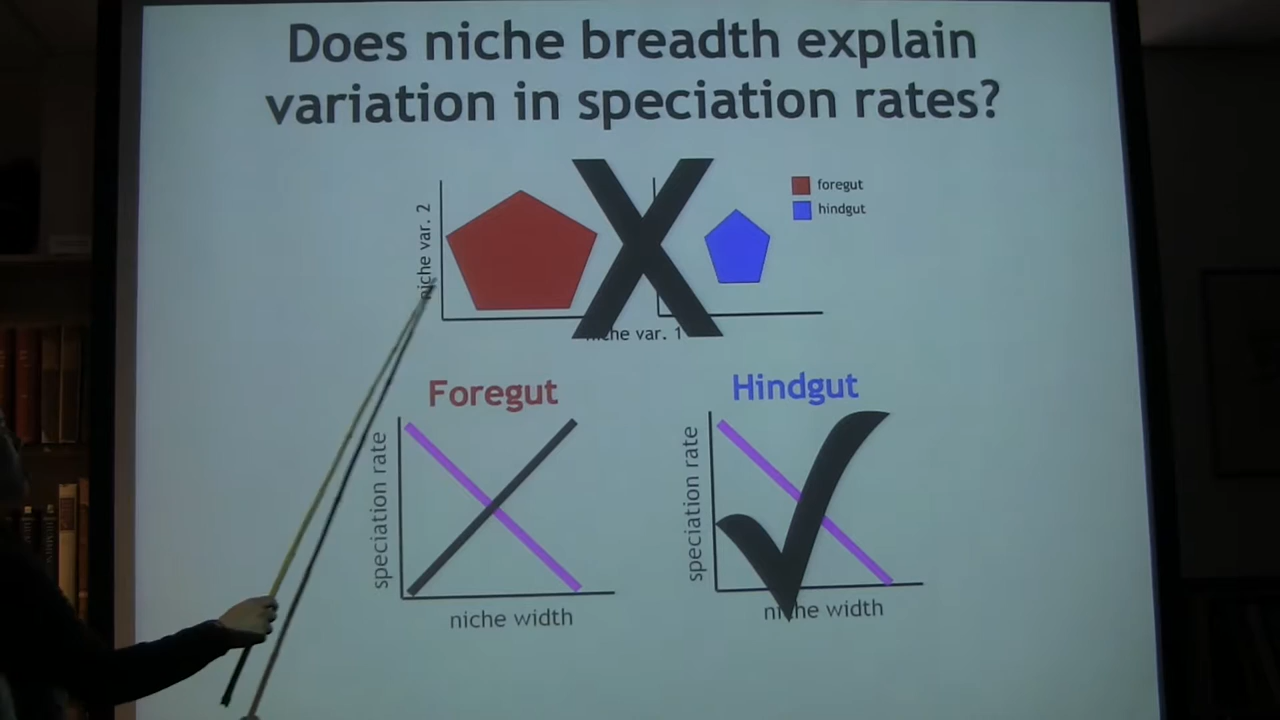 Does niche breadth explain
variation in speciation rates?
niche var. 2
foregut
hindgut
niche var. 1
Foregut
Hindgut
speciation rate
speciation rate
niche width
niche width